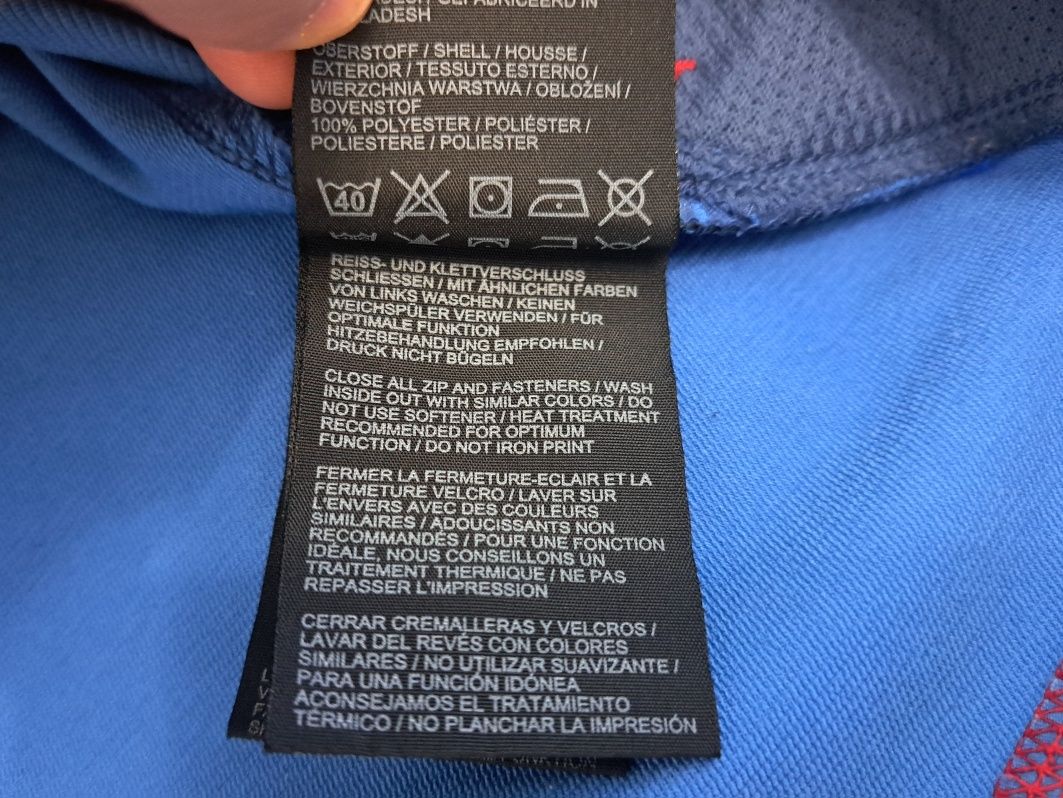 GEFABRICEERD IN
LADESH
OBERSTOFF / SHELL / HOUSSE /
EXTERIOR / TESSUTO ESTERNO /
WIERZCHNIA WARSTWA / OBLOŽENÍ /
BOVENSTOF
100% POLYESTER / POLIÉSTER /
POLIESTERE / POLIESTER
40
REISS- UND KLETTVERSCHLUSS
SCHLIESSEN / MIT ÄHNLICHEN FARBEN
VON LINKS WASCHEN / KEINEN
WEICHSPÜLER VERWENDEN / FÜR
OPTIMALE FUNKTION
HITZEBEHANDLUNG EMPFOHLEN /
DRUCK NICHT BÜGELN
CLOSE ALL ZIP AND FASTENERS / WASH
INSIDE OUT WITH SIMILAR COLORS / DO
NOT USE SOFTENER / HEAT TREATMENT
RECOMMENDED FOR OPTIMUM
FUNCTION / DO NOT IRON PRINT
FERMER LA FERMETURE-ECLAIR ET LA
FERMETURE VELCRO / LAVER SUR
L'ENVERS AVEC DES COULEURS
SIMILAIRES / ADOUCISSANTS NON
RECOMMANDÉS / POUR UNE FONCTION
IDÉALE, NOUS CONSEILLONS UN
TRAITEMENT THERMIQUE / NE PAS
REPASSER L'IMPRESSION
CERRAR CREMALLERAS Y VELCROS /
LAVAR DEL REVÉS CON COLORES
SIMILARES / NO UTILIZAR SUAVIZANTE /
PARA UNA FUNCIÓN IDÓNEA
ACONSEJAMOS EL TRATAMIENTO
TÉRMICO / NO PLANCHAR LA IMPRESIÓN